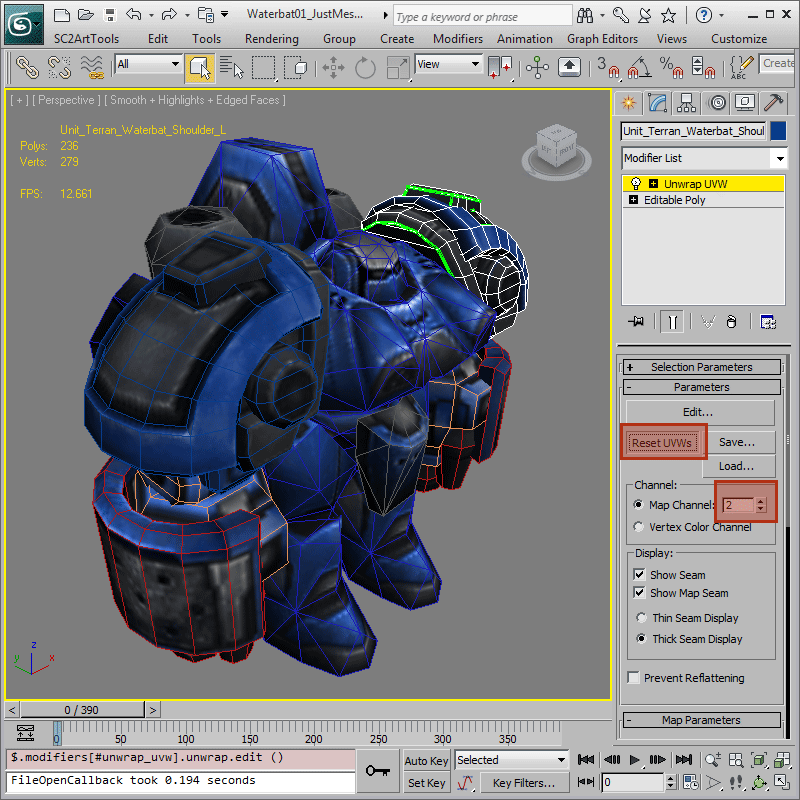 Waterbat01_JustMes...
Type a keyword or phrase
SC2ArtTools Edit Tools Rendering Group Create Modifiers Animation Graph Editors Views Customize
All View 3 % ABC Create
[ + ] [ Perspective ] [ Smooth + Highlights + Edged Faces ]
Unit_Terran_Waterbat_Shoulder_L
Polys: 236
Verts: 279
FPS: 12.661
Unit_Terran_Waterbat_Shoul
Modifier List
Unwrap UVW
Editable Poly
+ Selection Parameters
- Parameters
Edit...
Reset UVWs Save...
Load...
Channel:
Map Channel: 2
Vertex Color Channel
Display:
Show Seam
Show Map Seam
Thin Seam Display
Thick Seam Display
Prevent Reflattening
- Map Parameters
z
y x
< 0 / 390 >
0 50 100 150 200 250 300 350
$.modifiers[#unwrap_uvw].unwrap.edit ()
FileOpenCallback took 0.194 seconds
Auto Key Selected
Set Key Key Filters... 0